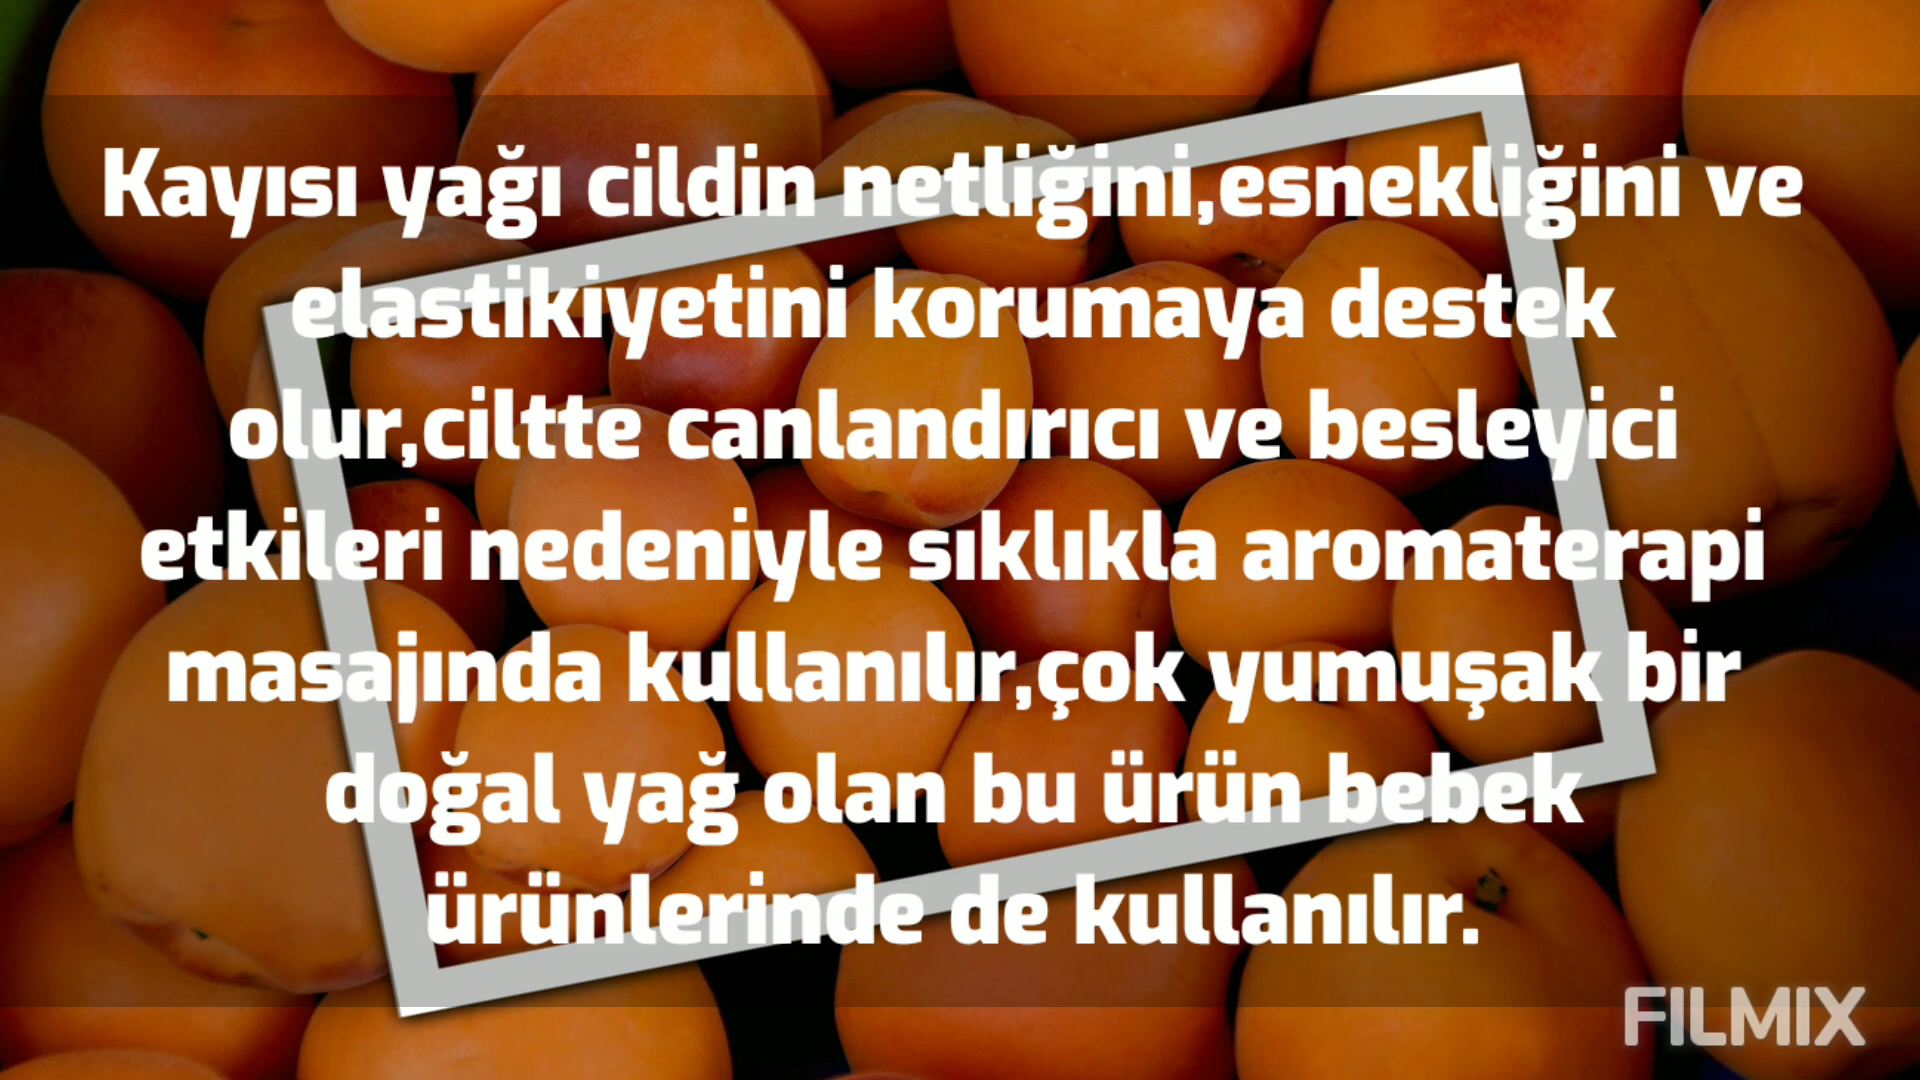 Kayısı yağı cildin netliğini,esnekliğini ve
elastikiyetini korumaya destek
olur,ciltte canlandırıcı ve besleyici
etkileri nedeniyle sıklıkla aromaterapi
masajında kullanılır,çok yumuşak bir
doğal yağ olan bu ürün bebek
ürünlerinde de kullanılır.
FILMIX